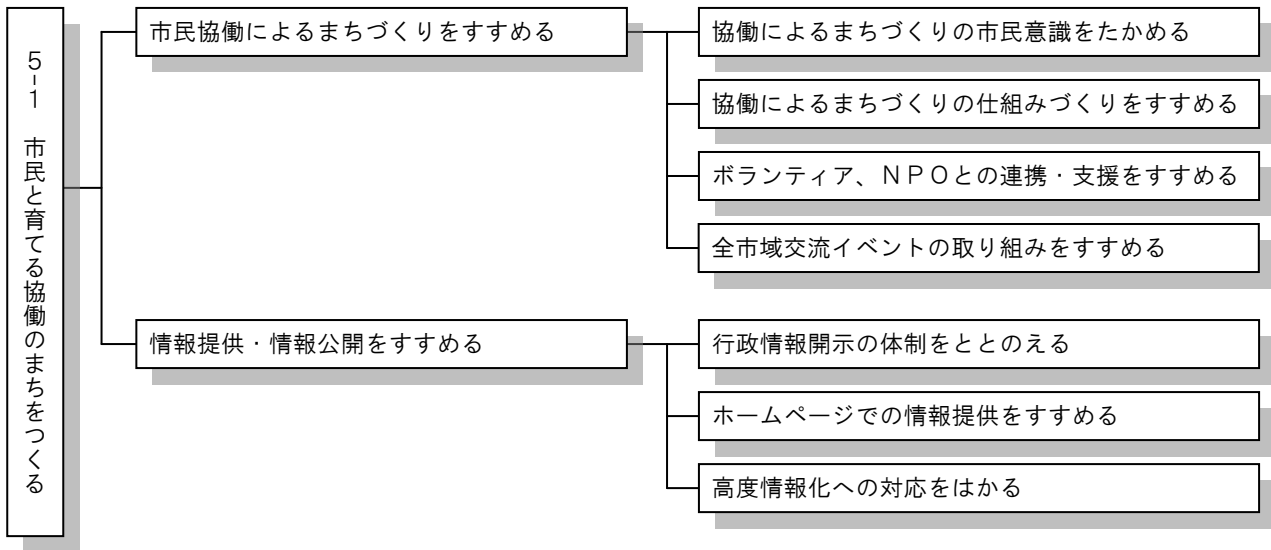 5-1 市民と育てる協働のまちをつくる
市民協働によるまちづくりをすすめる
協働によるまちづくりの市民意識をたかめる
協働によるまちづくりの仕組みづくりをすすめる
ボランティア、ＮＰＯとの連携・支援をすすめる
全市域交流イベントの取り組みをすすめる
情報提供・情報公開をすすめる
行政情報開示の体制をととのえる
ホームページでの情報提供をすすめる
高度情報化への対応をはかる